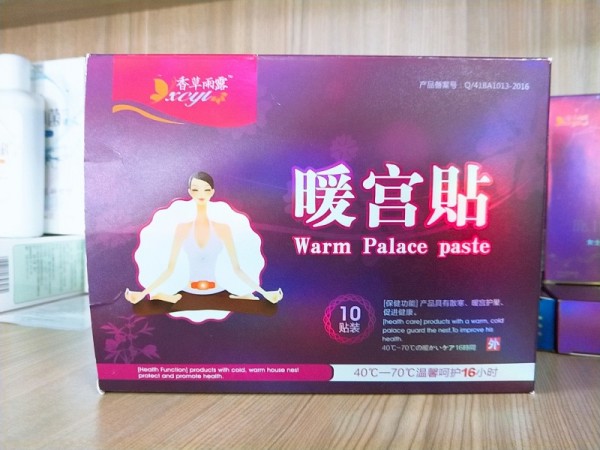 香草雨露
xcyl
产品备案号：Q/418A1013-2016
暖宫貼
Warm Palace paste
10
贴装
[保健功能] 产品具有散寒、暖宫护巢、
促进健康。
[health care] products with a warm, cold
palace guard the nest,To improve his
health.
40℃~70℃の暖かいケア16時間
外
[Health Function] products with cold, warm house nest
protect and promote health.
40℃—70℃温馨呵护16小时